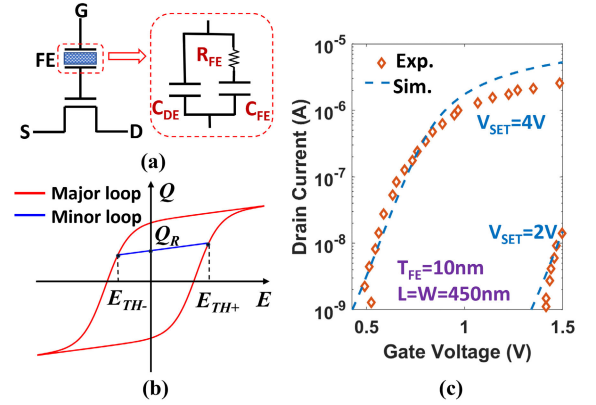 G
FE
S
D
R_FE
C_DE
C_FE
(a)
Major loop
Minor loop
Q
Q_R
E_TH-
E_TH+
E
(b)
10^-5
10^-6
10^-7
10^-8
10^-9
Drain Current (A)
Exp.
Sim.
V_SET=4V
V_SET=2V
T_FE=10nm
L=W=450nm
0.5
1
1.5
Gate Voltage (V)
(c)